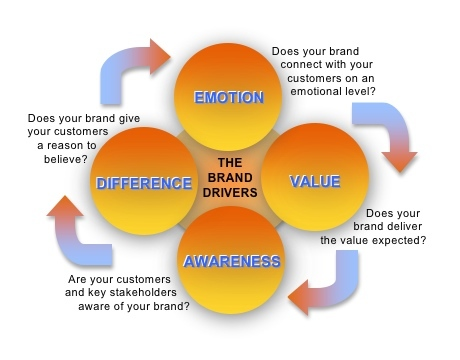 Does your brand
connect with your
customers on an
emotional level?
EMOTION
Does your brand give
your customers
a reason to
believe?
DIFFERENCE
THE
BRAND
DRIVERS
VALUE
Does your
brand deliver
the value expected?
AWARENESS
Are your customers
and key stakeholders
aware of your brand?